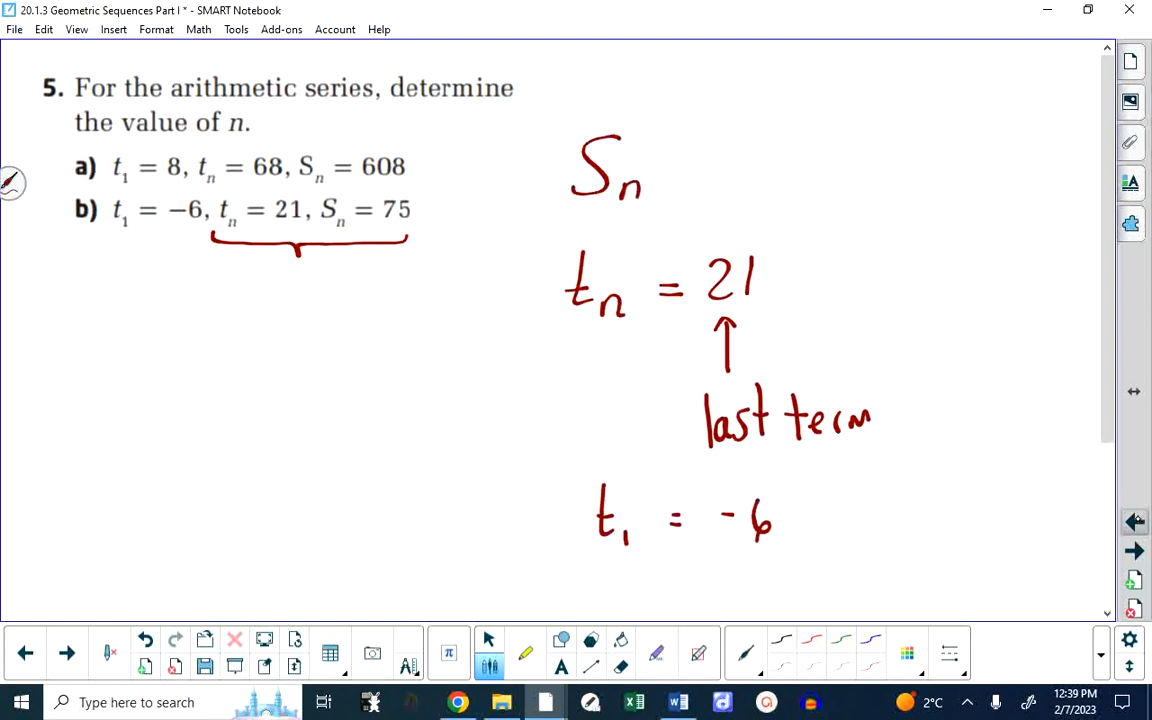 20.1.3 Geometric Sequences Part I * - SMART Notebook
File Edit View Insert Format Math Tools Add-ons Account Help
5. For the arithmetic series, determine
the value of n.
a) t₁ = 8, tₙ = 68, Sₙ = 608
b) t₁ = −6, tₙ = 21, Sₙ = 75
Sₙ
tₙ = 21
last term
t₁ = -6
π
A
Type here to search
2°C
12:39 PM
2/7/2023